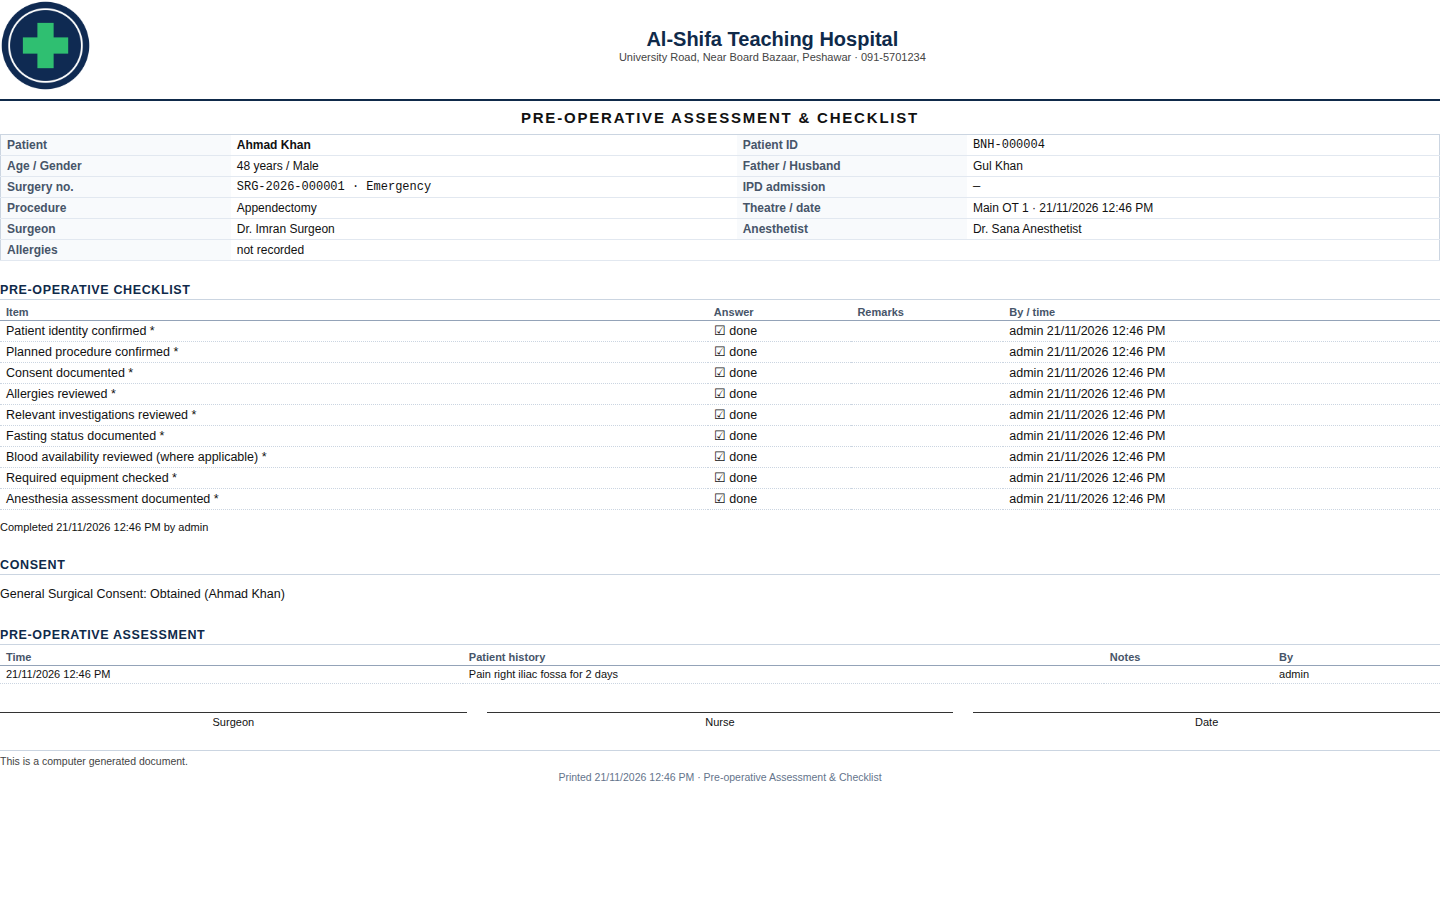 Al-Shifa Teaching Hospital
University Road, Near Board Bazaar, Peshawar · 091-5701234
PRE-OPERATIVE ASSESSMENT & CHECKLIST
Patient Ahmad Khan Patient ID BNH-000004
Age / Gender 48 years / Male Father / Husband Gul Khan
Surgery no. SRG-2026-000001 · Emergency IPD admission —
Procedure Appendectomy Theatre / date Main OT 1 · 21/11/2026 12:46 PM
Surgeon Dr. Imran Surgeon Anesthetist Dr. Sana Anesthetist
Allergies not recorded
PRE-OPERATIVE CHECKLIST
Item Answer Remarks By / time
Patient identity confirmed * ☑ done admin 21/11/2026 12:46 PM
Planned procedure confirmed * ☑ done admin 21/11/2026 12:46 PM
Consent documented * ☑ done admin 21/11/2026 12:46 PM
Allergies reviewed * ☑ done admin 21/11/2026 12:46 PM
Relevant investigations reviewed * ☑ done admin 21/11/2026 12:46 PM
Fasting status documented * ☑ done admin 21/11/2026 12:46 PM
Blood availability reviewed (where applicable) * ☑ done admin 21/11/2026 12:46 PM
Required equipment checked * ☑ done admin 21/11/2026 12:46 PM
Anesthesia assessment documented * ☑ done admin 21/11/2026 12:46 PM
Completed 21/11/2026 12:46 PM by admin
CONSENT
General Surgical Consent: Obtained (Ahmad Khan)
PRE-OPERATIVE ASSESSMENT
Time Patient history Notes By
21/11/2026 12:46 PM Pain right iliac fossa for 2 days admin
Surgeon Nurse Date
This is a computer generated document.
Printed 21/11/2026 12:46 PM · Pre-operative Assessment & Checklist